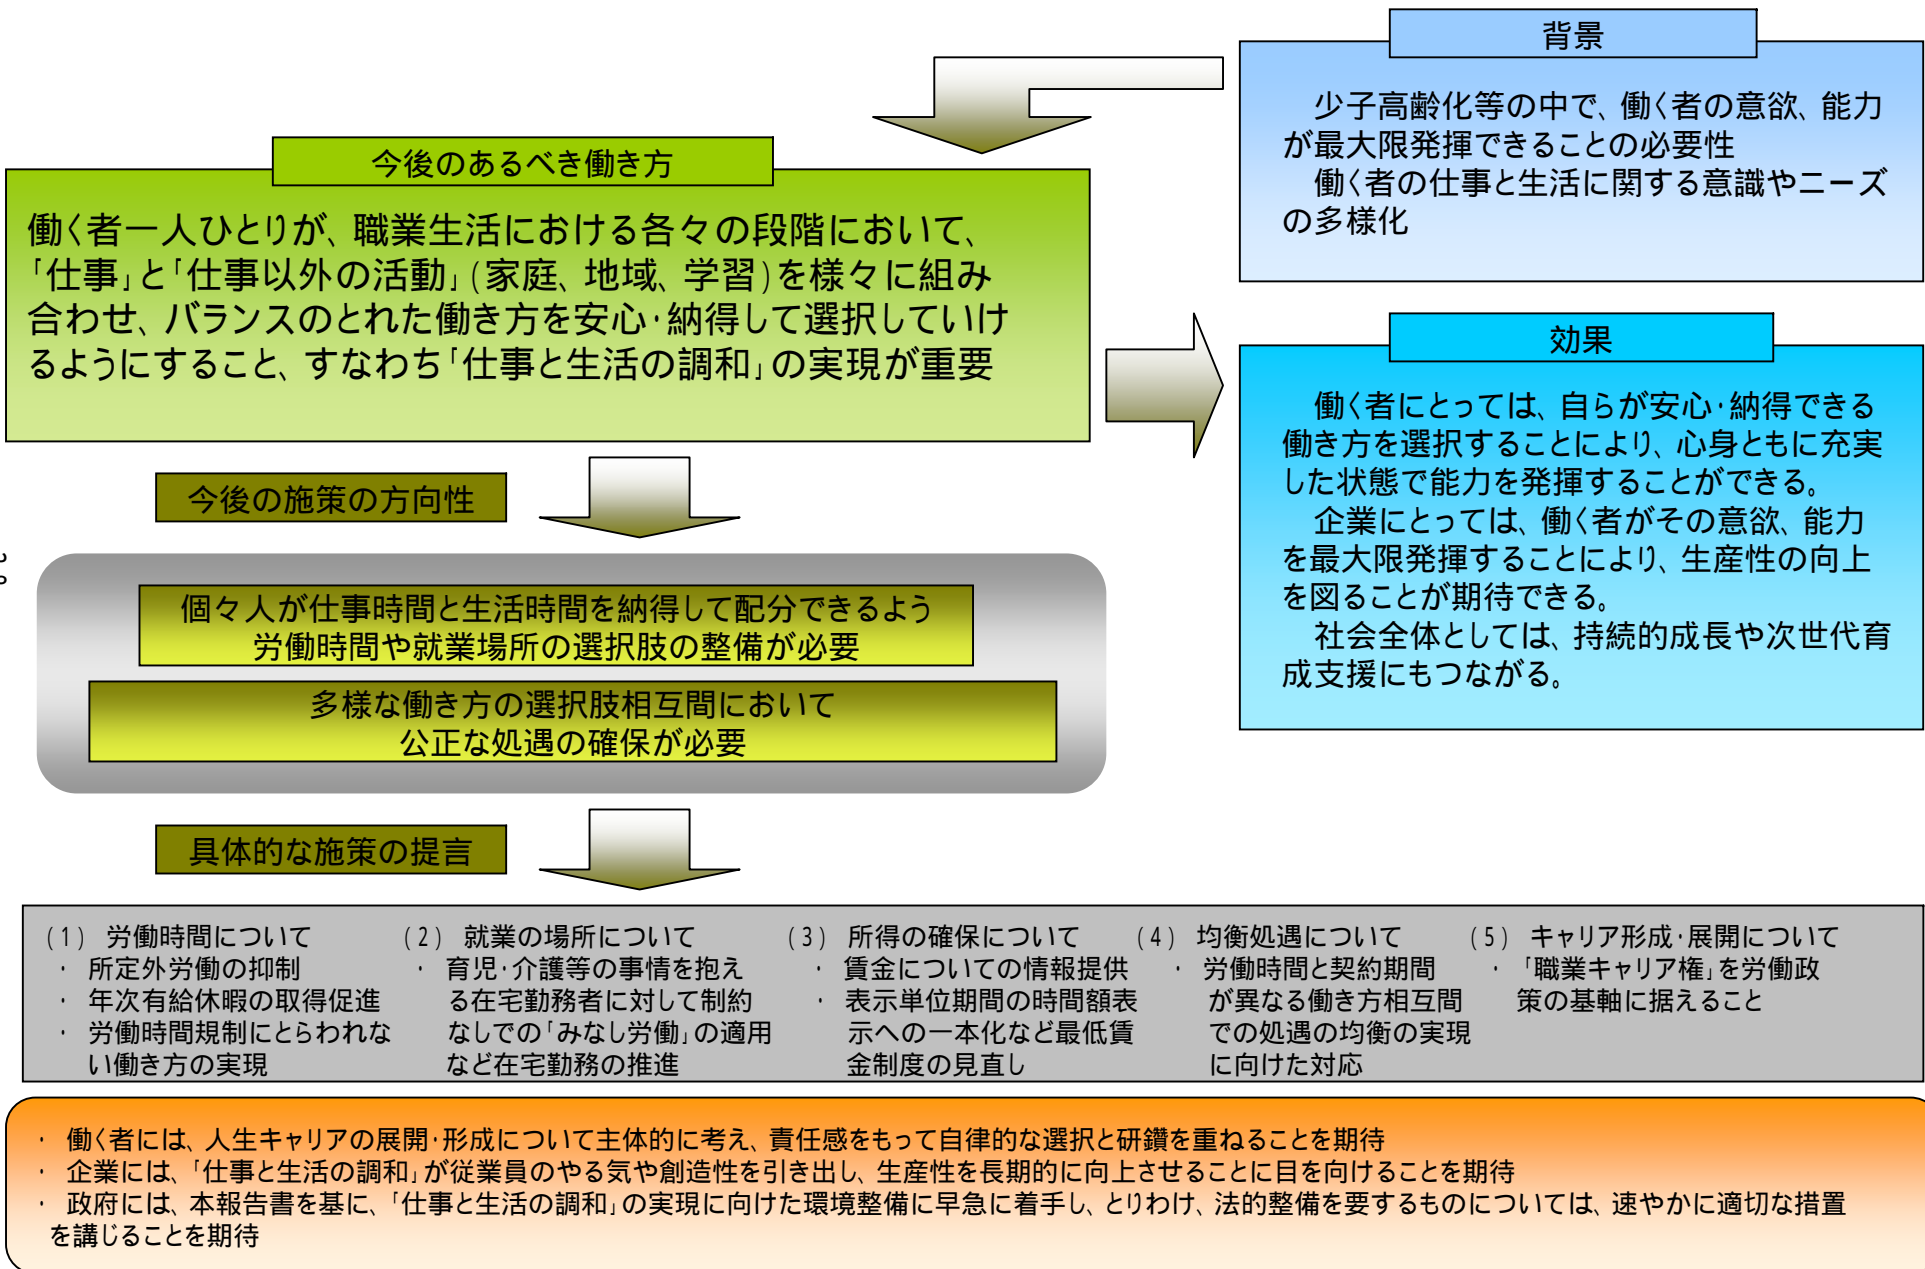 背景
少子高齢化等の中で、働く者の意欲、能力
が最大限発揮できることの必要性
働く者の仕事と生活に関する意識やニーズ
の多様化
今後のあるべき働き方
働く者一人ひとりが、職業生活における各々の段階において、
「仕事」と「仕事以外の活動」(家庭、地域、学習)を様々に組み
合わせ、バランスのとれた働き方を安心・納得して選択していけ
るようにすること、すなわち「仕事と生活の調和」の実現が重要
効果
働く者にとっては、自らが安心・納得できる
働き方を選択することにより、心身ともに充実
した状態で能力を発揮することができる。
企業にとっては、働く者がその意欲、能力
を最大限発揮することにより、生産性の向上
を図ることが期待できる。
社会全体としては、持続的成長や次世代育
成支援にもつながる。
今後の施策の方向性
個々人が仕事時間と生活時間を納得して配分できるよう
労働時間や就業場所の選択肢の整備が必要
多様な働き方の選択肢相互間において
公正な処遇の確保が必要
具体的な施策の提言
(1) 労働時間について
・ 所定外労働の抑制
・ 年次有給休暇の取得促進
・ 労働時間規制にとらわれな
い働き方の実現
(2) 就業の場所について
・ 育児・介護等の事情を抱え
る在宅勤務者に対して制約
なしでの「みなし労働」の適用
など在宅勤務の推進
(3) 所得の確保について
・ 賃金についての情報提供
・ 表示単位期間の時間額表
示への一本化など最低賃
金制度の見直し
(4) 均衡処遇について
・ 労働時間と契約期間
が異なる働き方相互間
での処遇の均衡の実現
に向けた対応
(5) キャリア形成・展開について
・ 「職業キャリア権」を労働政
策の基軸に据えること
・ 働く者には、人生キャリアの展開・形成について主体的に考え、責任感をもって自律的な選択と研鑽を重ねることを期待
・ 企業には、「仕事と生活の調和」が従業員のやる気や創造性を引き出し、生産性を長期的に向上させることに目を向けることを期待
・ 政府には、本報告書を基に、「仕事と生活の調和」の実現に向けた環境整備に早急に着手し、とりわけ、法的整備を要するものについては、速やかに適切な措置
を講じることを期待